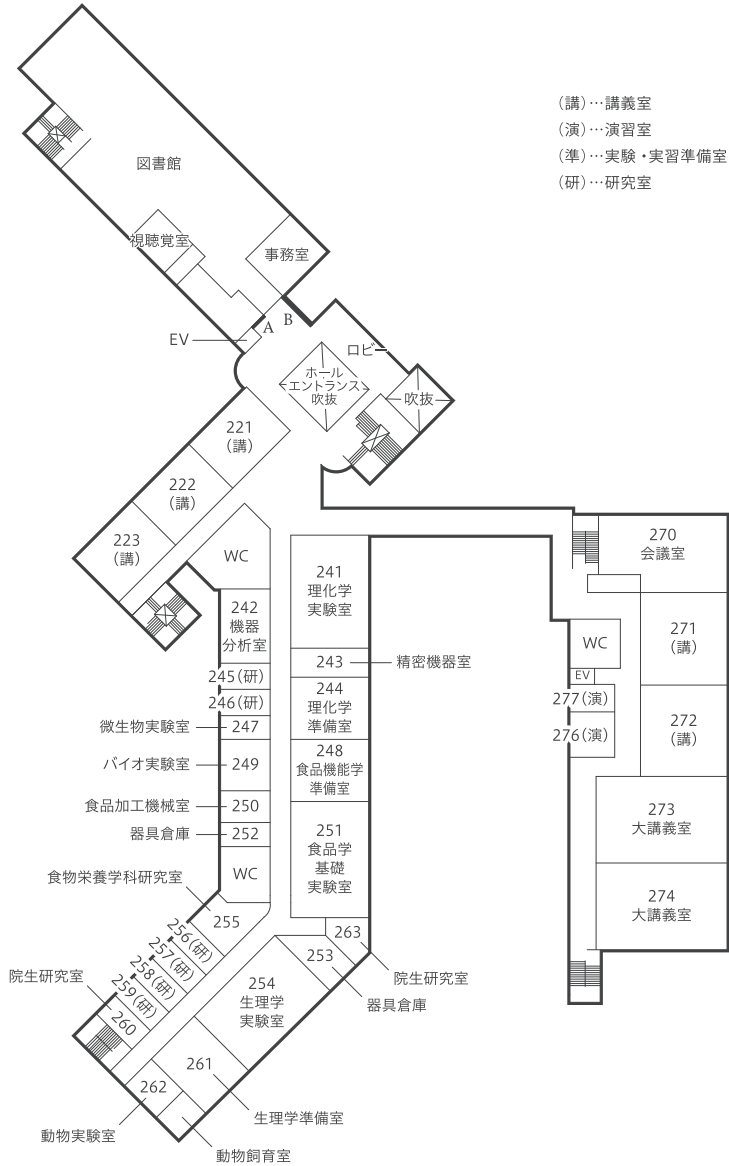 (講)…講義室
(演)…演習室
(準)…実験・実習準備室
(研)…研究室
図書館
視聴覚室
事務室
A
B
EV
ロビー
ホール
エントランス
吹抜
吹抜
221
(講)
222
(講)
223
(講)
WC
241
理化学
実験室
242
機器
分析室
243
精密機器室
245(研)
244
理化学
準備室
246(研)
微生物実験室
247
248
食品機能学
準備室
バイオ実験室
249
食品加工機械室
250
251
食品学
基礎
実験室
器具倉庫
252
WC
食物栄養学科研究室
255
256(研)
257(研)
258(研)
259(研)
院生研究室
260
263
院生研究室
253
器具倉庫
254
生理学
実験室
261
生理学準備室
262
動物実験室
動物飼育室
270
会議室
271
(講)
WC
EV
277(演)
276(演)
272
(講)
273
大講義室
274
大講義室